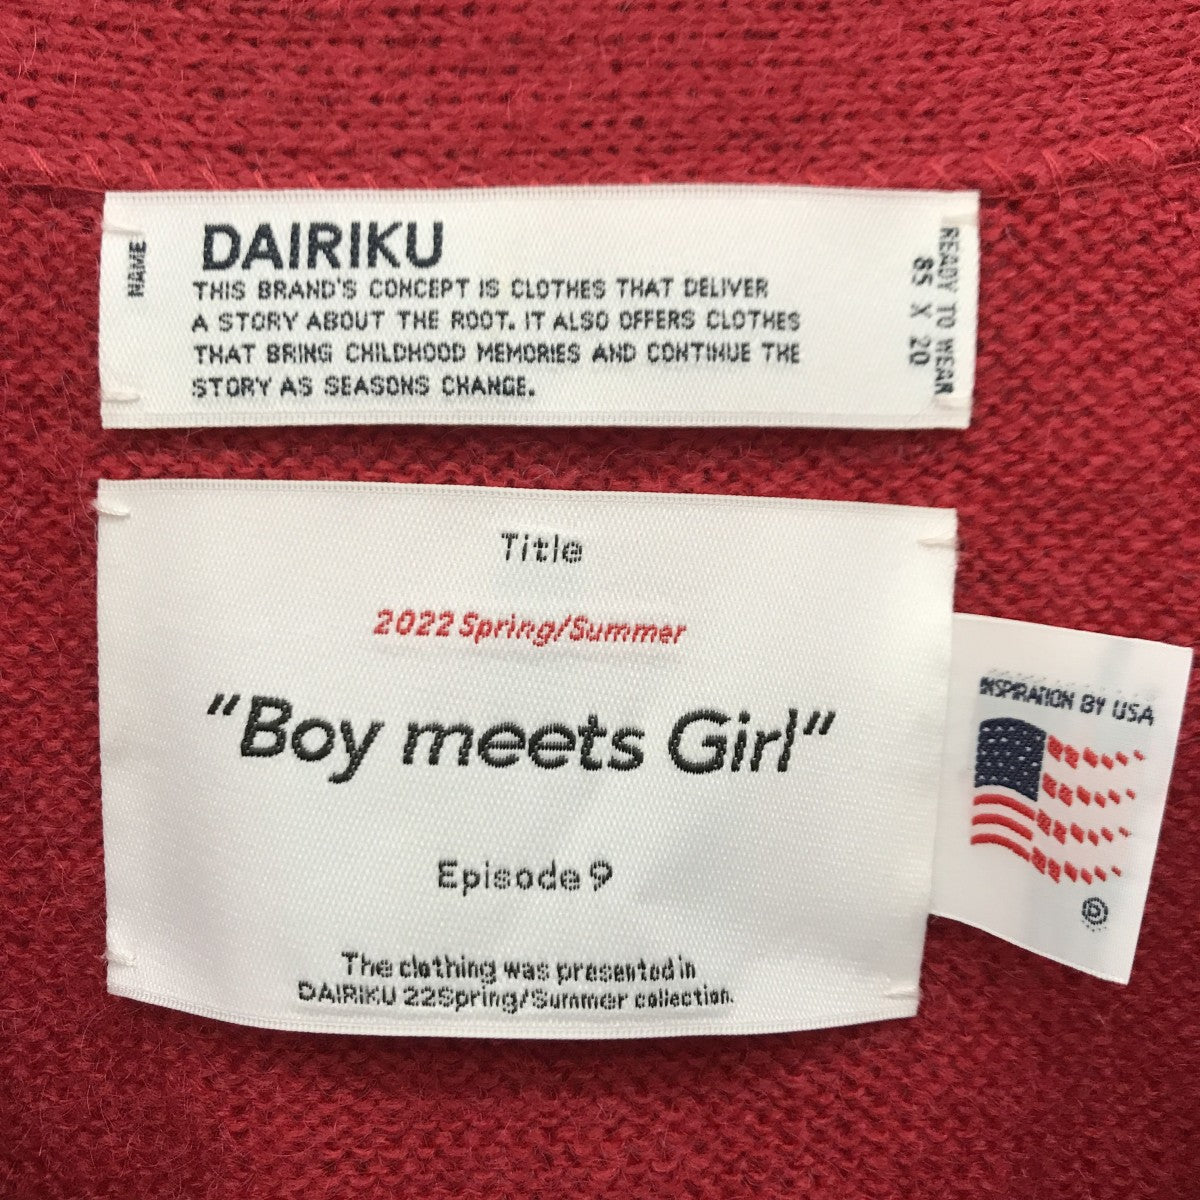 NAME
DAIRIKU
THIS BRAND'S CONCEPT IS CLOTHES THAT DELIVER
A STORY ABOUT THE ROOT. IT ALSO OFFERS CLOTHES
THAT BRING CHILDHOOD MEMORIES AND CONTINUE THE
STORY AS SEASONS CHANGE.
READY TO WEAR
85 X 20
Title
2022 Spring/Summer
"Boy meets Girl"
Episode 9
The clothing was presented in
DAIRIKU 22Spring/Summer collection.
INSPIRATION BY USA
D